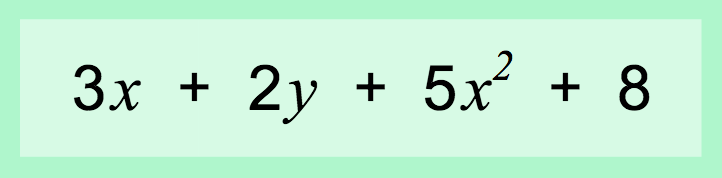 3x + 2y + 5x² + 8